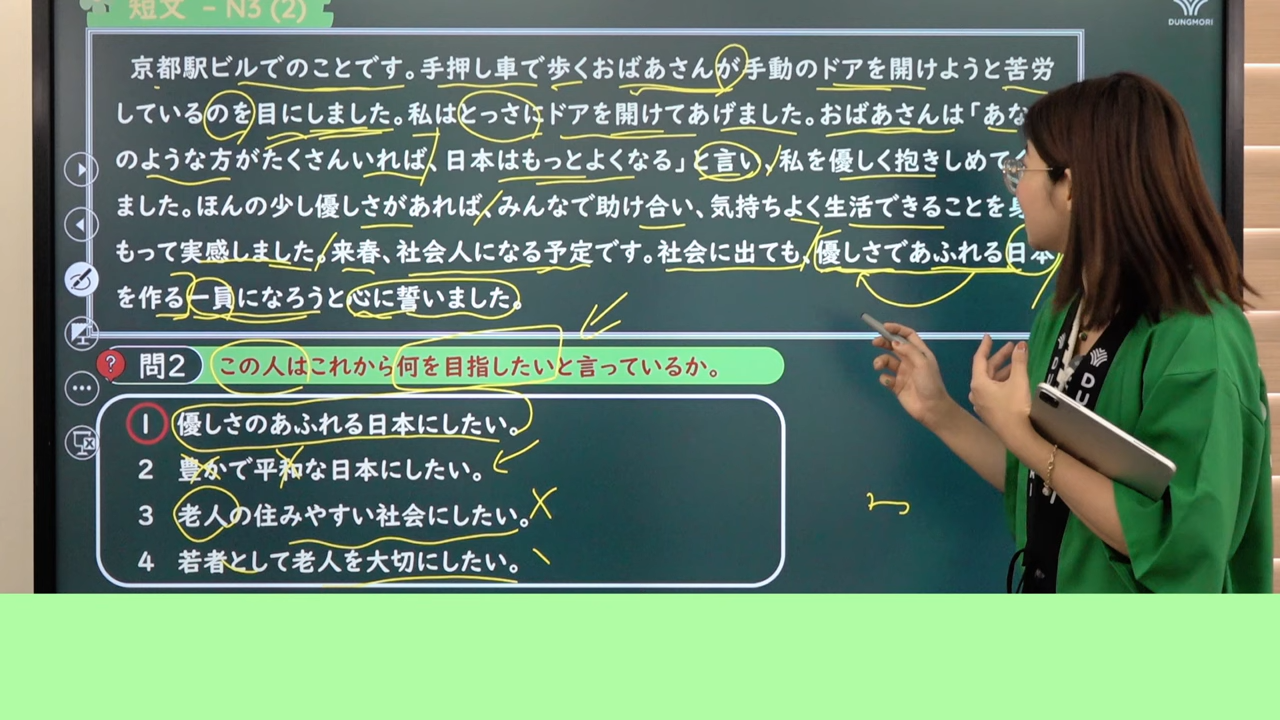 短文 - N3 (2)
DUNGMORI
京都駅ビルでのことです。手押し車で歩くおばあさんが手動のドアを開けようと苦労
しているのを目にしました。私はとっさにドアを開けてあげました。おばあさんは「あな
のような方がたくさんいれば、日本はもっとよくなる」と言い、私を優しく抱きしめて
ました。ほんの少し優しさがあれば、みんなで助け合い、気持ちよく生活できることを身
もって実感しました。来春、社会人になる予定です。社会に出ても、優しさであふれる日本
を作る一員になろうと心に誓いました。
? 問2 この人はこれから何を目指したいと言っているか。
1 優しさのあふれる日本にしたい。
2 豊かで平和な日本にしたい。
3 老人の住みやすい社会にしたい。
4 若者として老人を大切にしたい。